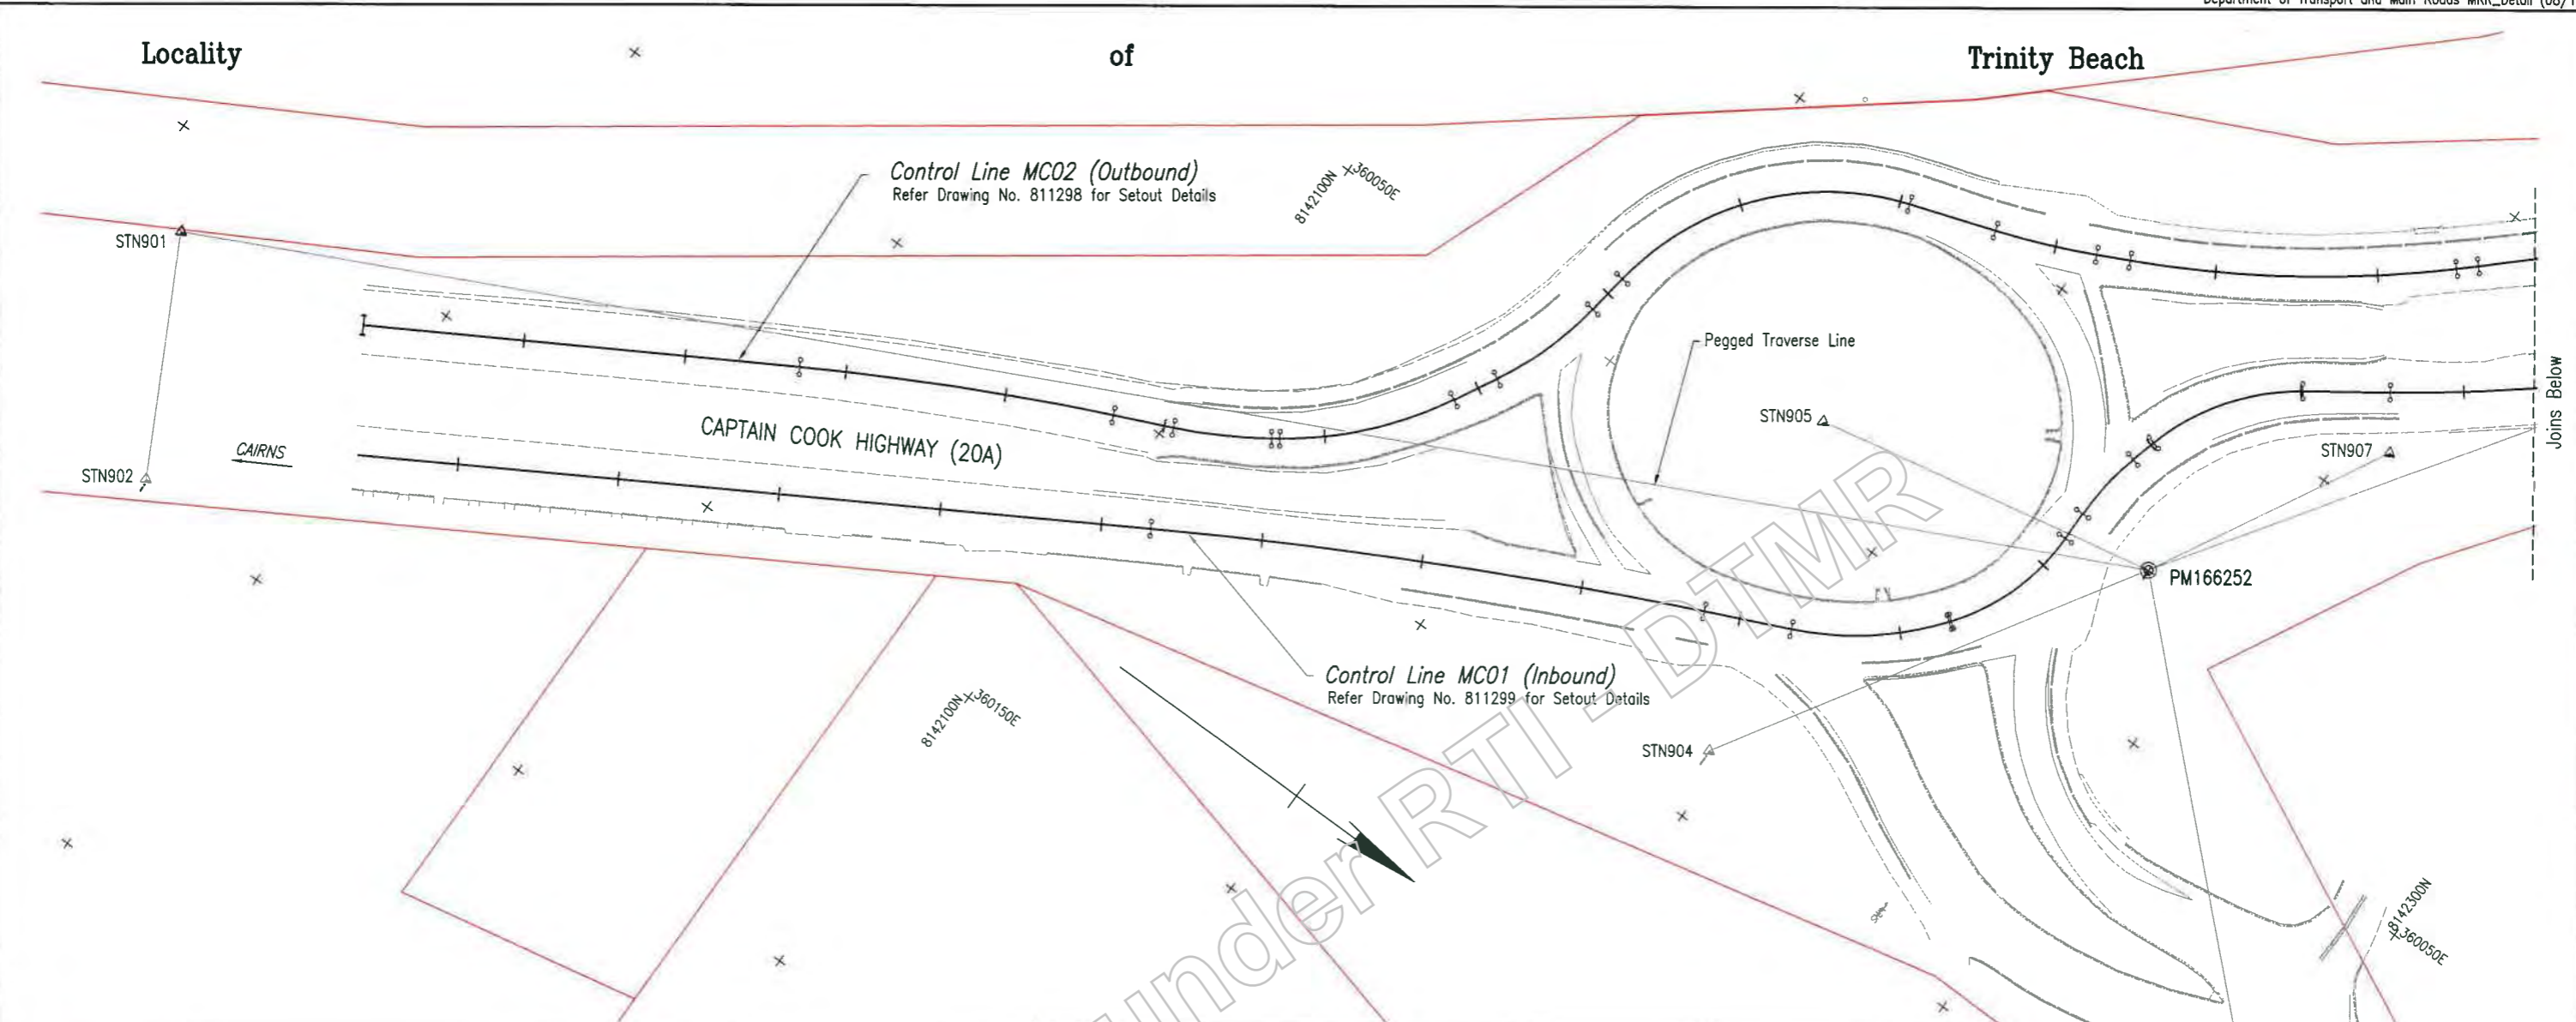 Department of Transport and Main Roads
Locality of Trinity Beach
Control Line MC02 (Outbound)
Refer Drawing No. 811298 for Setout Details
8142100N
360050E
STN901
Pegged Traverse Line
STN905
CAPTAIN COOK HIGHWAY (20A)
CAIRNS
STN902
STN907
Joins Below
PM166252
Control Line MC01 (Inbound)
Refer Drawing No. 811299 for Setout Details
8142100N
360150E
STN904
8142300N
360050E
under RTI - DTMR